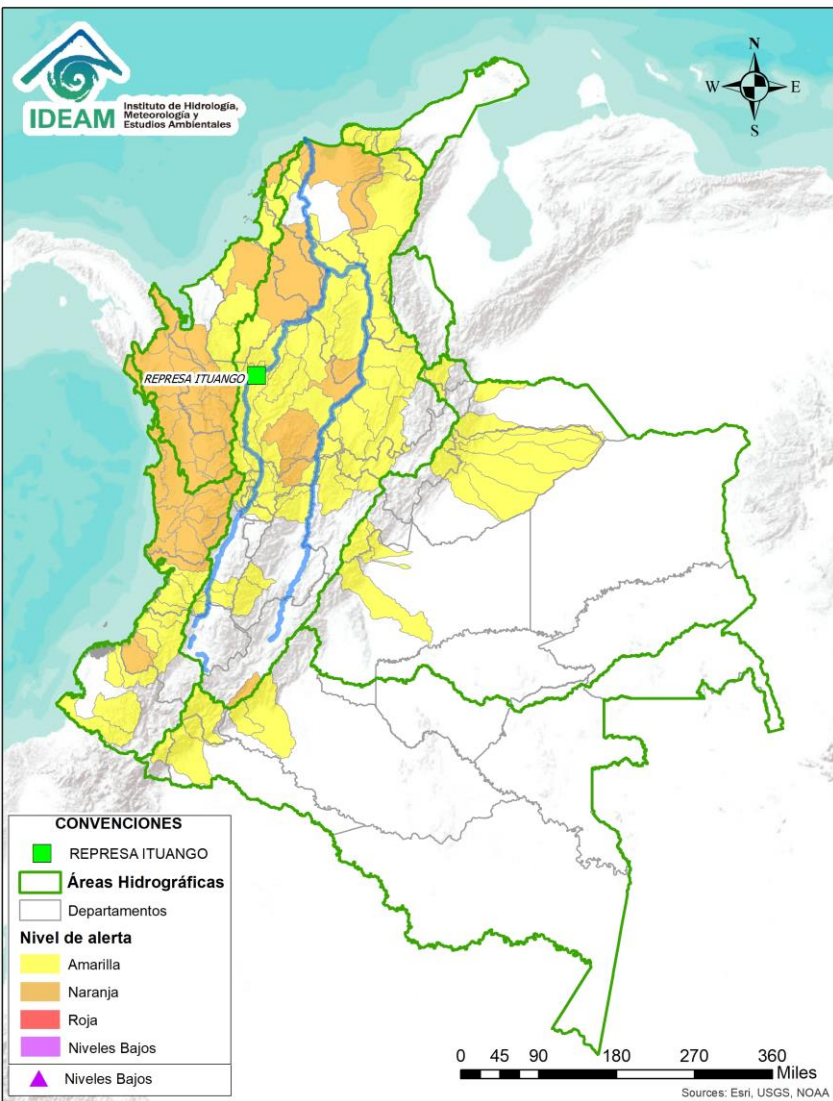 IDEAM
Instituto de Hidrología,
Meteorología y
Estudios Ambientales
N
W
E
S
REPRESA ITUANGO
CONVENCIONES
REPRESA ITUANGO
Áreas Hidrográficas
Departamentos
Nivel de alerta
Amarilla
Naranja
Roja
Niveles Bajos
Niveles Bajos
0 45 90 180 270 360
Miles
Sources: Esri, USGS, NOAA